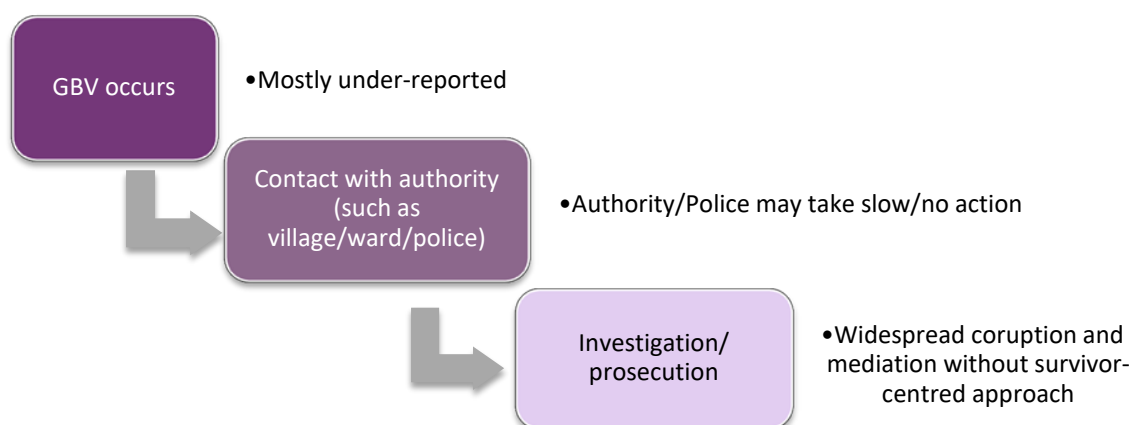 GBV occurs
•Mostly under-reported
Contact with authority
(such as
village/ward/police)
•Authority/Police may take slow/no action
Investigation/
prosecution
•Widespread coruption and
mediation without survivor-
centred approach